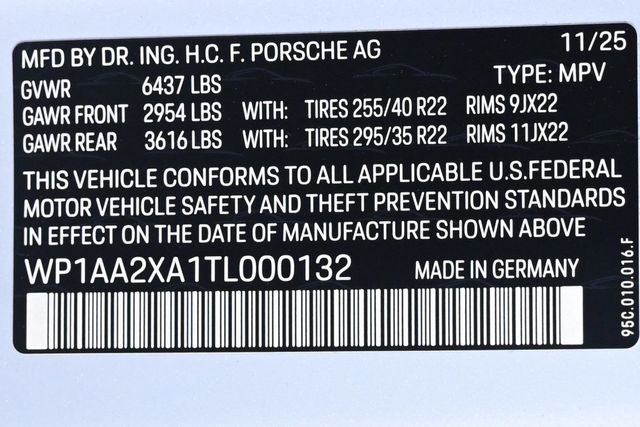 MFD BY DR. ING. H.C. F. PORSCHE AG 11/25
GVWR 6437 LBS TYPE: MPV
GAWR FRONT 2954 LBS WITH: TIRES 255/40 R22 RIMS 9JX22
GAWR REAR 3616 LBS WITH: TIRES 295/35 R22 RIMS 11JX22
THIS VEHICLE CONFORMS TO ALL APPLICABLE U.S.FEDERAL
MOTOR VEHICLE SAFETY AND THEFT PREVENTION STANDARDS
IN EFFECT ON THE DATE OF MANUFACTURE SHOWN ABOVE
WP1AA2XA1TL000132 MADE IN GERMANY
95C.010.016.F